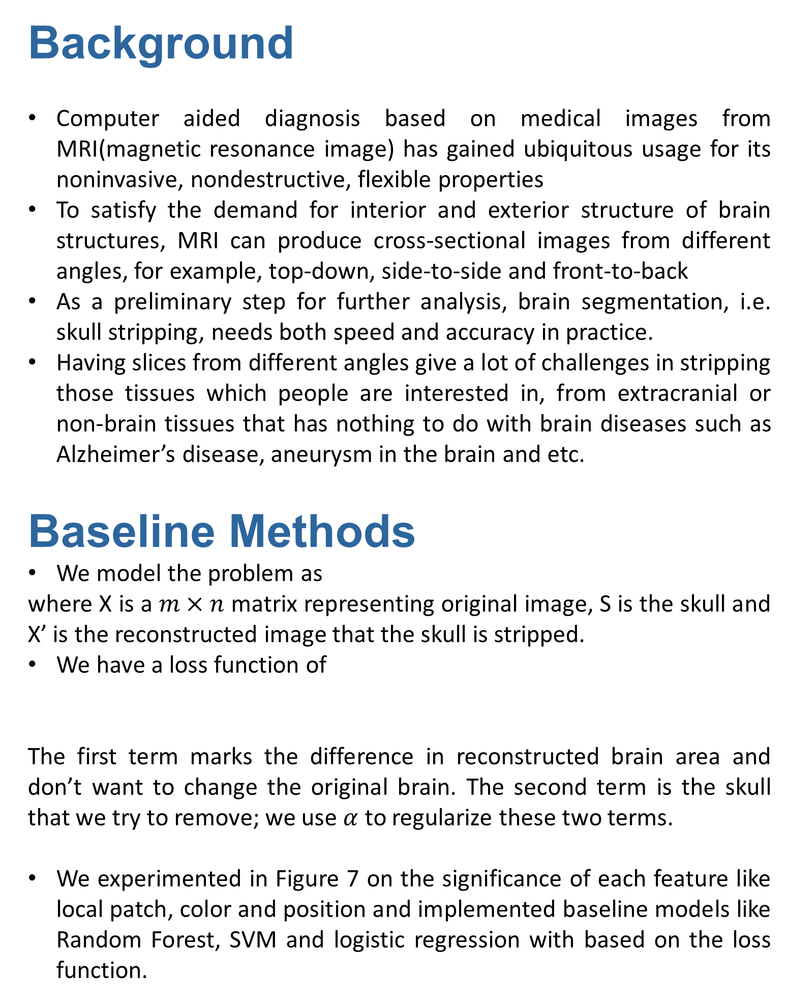 Background
• Computer aided diagnosis based on medical images from
MRI(magnetic resonance image) has gained ubiquitous usage for its
noninvasive, nondestructive, flexible properties
• To satisfy the demand for interior and exterior structure of brain
structures, MRI can produce cross-sectional images from different
angles, for example, top-down, side-to-side and front-to-back
• As a preliminary step for further analysis, brain segmentation, i.e.
skull stripping, needs both speed and accuracy in practice.
• Having slices from different angles give a lot of challenges in stripping
those tissues which people are interested in, from extracranial or
non-brain tissues that has nothing to do with brain diseases such as
Alzheimer’s disease, aneurysm in the brain and etc.
Baseline Methods
• We model the problem as
where X is a 𝑚 × 𝑛 matrix representing original image, S is the skull and
X’ is the reconstructed image that the skull is stripped.
• We have a loss function of
The first term marks the difference in reconstructed brain area and
don’t want to change the original brain. The second term is the skull
that we try to remove; we use 𝛼 to regularize these two terms.
• We experimented in Figure 7 on the significance of each feature like
local patch, color and position and implemented baseline models like
Random Forest, SVM and logistic regression with based on the loss
function.